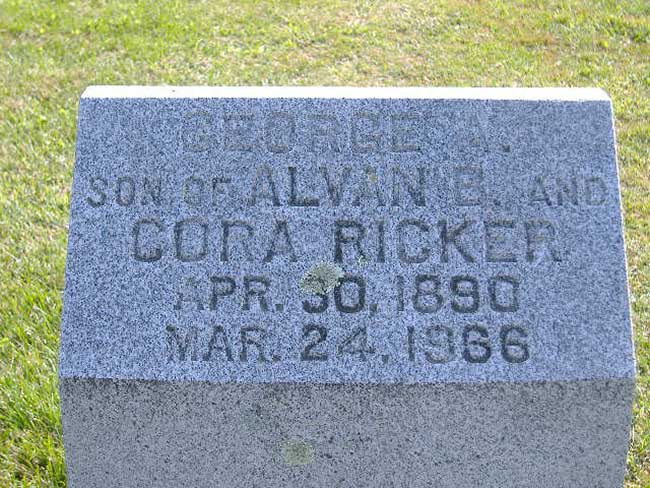 GEORGE A.
SON OF ALVAN B. AND
CORA RICKER
APR. 30, 1890
MAR. 24, 1966